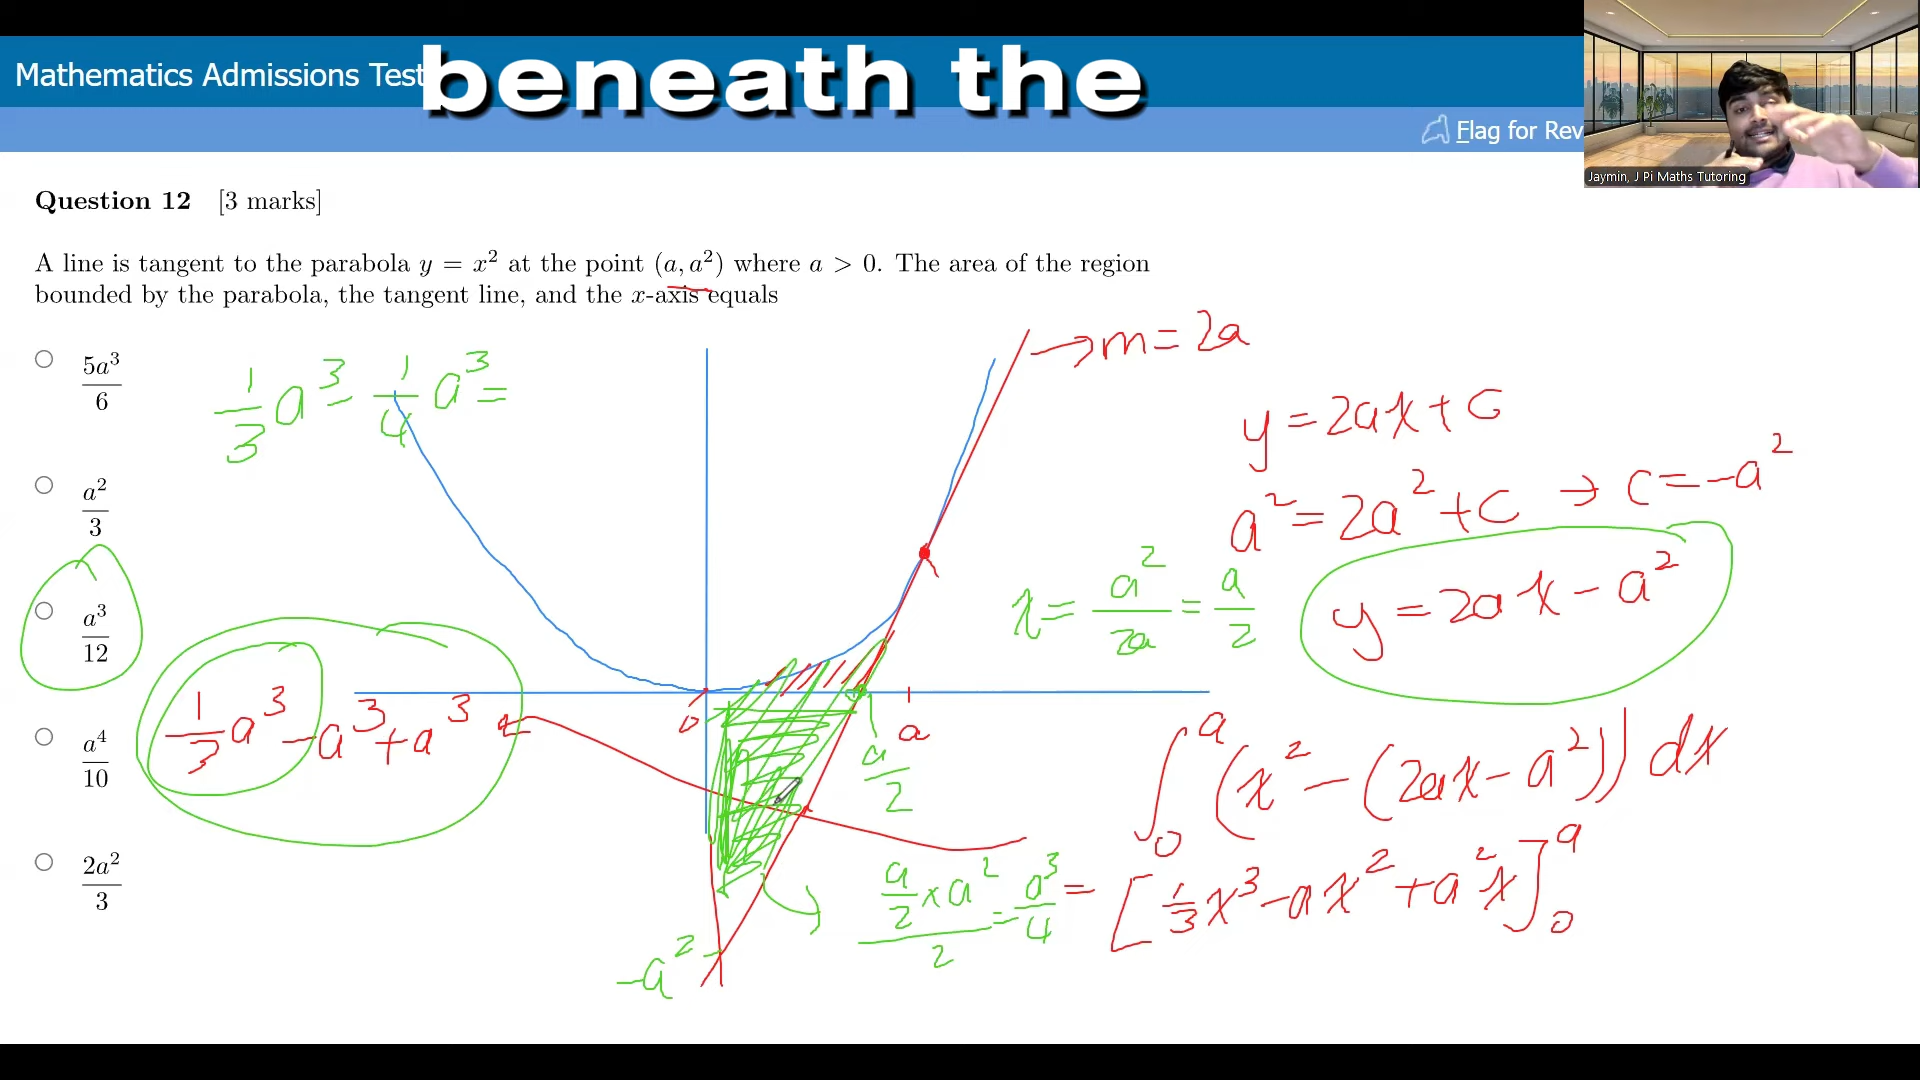 Mathematics Admissions Test
beneath the
Flag for Rev
Jaymin, J Pi Maths Tutoring
Question 12 [3 marks]
A line is tangent to the parabola y = x² at the point (a, a²) where a > 0. The area of the region
bounded by the parabola, the tangent line, and the x-axis equals
5a³/6
a²/3
a³/12
a⁴/10
2a²/3
1/3 a³ - 1/4 a³ =
→ m = 2a
y = 2ax + c
a² = 2a² + c → c = -a²
y = 2ax - a²
x = a²/2a = a/2
1/3 a³ - a³ + a³
0
a/2
a
-a²
∫₀ᵃ (x² - (2ax - a²)) dx
= [1/3 x³ - ax² + a²x]₀ᵃ
(a/2 × a²)/2 = a³/4